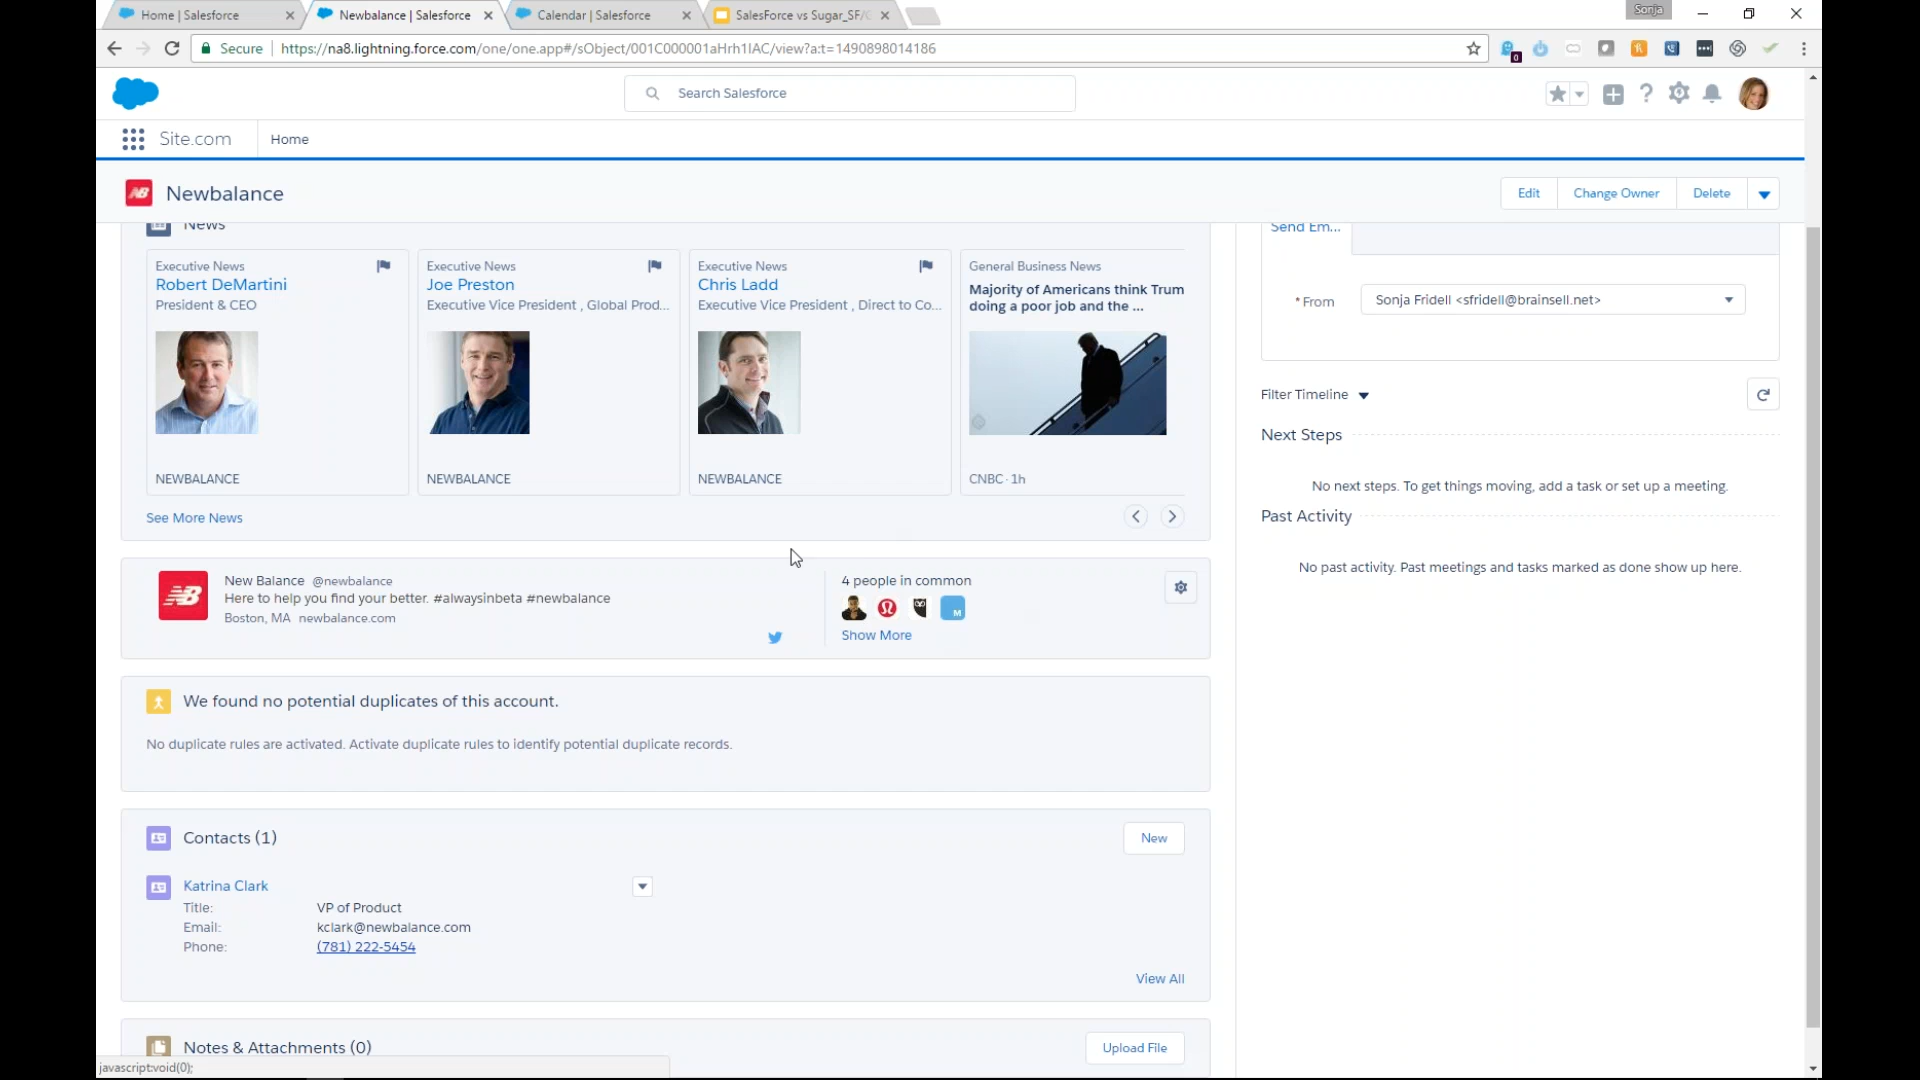 Home | Salesforce
Newbalance | Salesforce
Calendar | Salesforce
SalesForce vs Sugar_SF/
Sonja
Secure
https://na8.lightning.force.com/one/one.app#/sObject/001C000001aHrh1IAC/view?a:t=1490898014186
0
Search Salesforce
Site.com
Home
NB
Newbalance
Edit
Change Owner
Delete
News
Send Em...
Executive News
Robert DeMartini
President & CEO
NEWBALANCE
Executive News
Joe Preston
Executive Vice President , Global Prod...
NEWBALANCE
Executive News
Chris Ladd
Executive Vice President , Direct to Co...
NEWBALANCE
General Business News
Majority of Americans think Trum
doing a poor job and the ...
CNBC · 1h
See More News
* From
Sonja Fridell <sfridell@brainsell.net>
Filter Timeline
Next Steps
No next steps. To get things moving, add a task or set up a meeting.
Past Activity
No past activity. Past meetings and tasks marked as done show up here.
NB
New Balance @newbalance
Here to help you find your better. #alwaysinbeta #newbalance
Boston, MA newbalance.com
4 people in common
M
Show More
We found no potential duplicates of this account.
No duplicate rules are activated. Activate duplicate rules to identify potential duplicate records.
Contacts (1)
New
Katrina Clark
Title: VP of Product
Email: kclark@newbalance.com
Phone: (781) 222-5454
View All
Notes & Attachments (0)
Upload File
javascript:void(0);